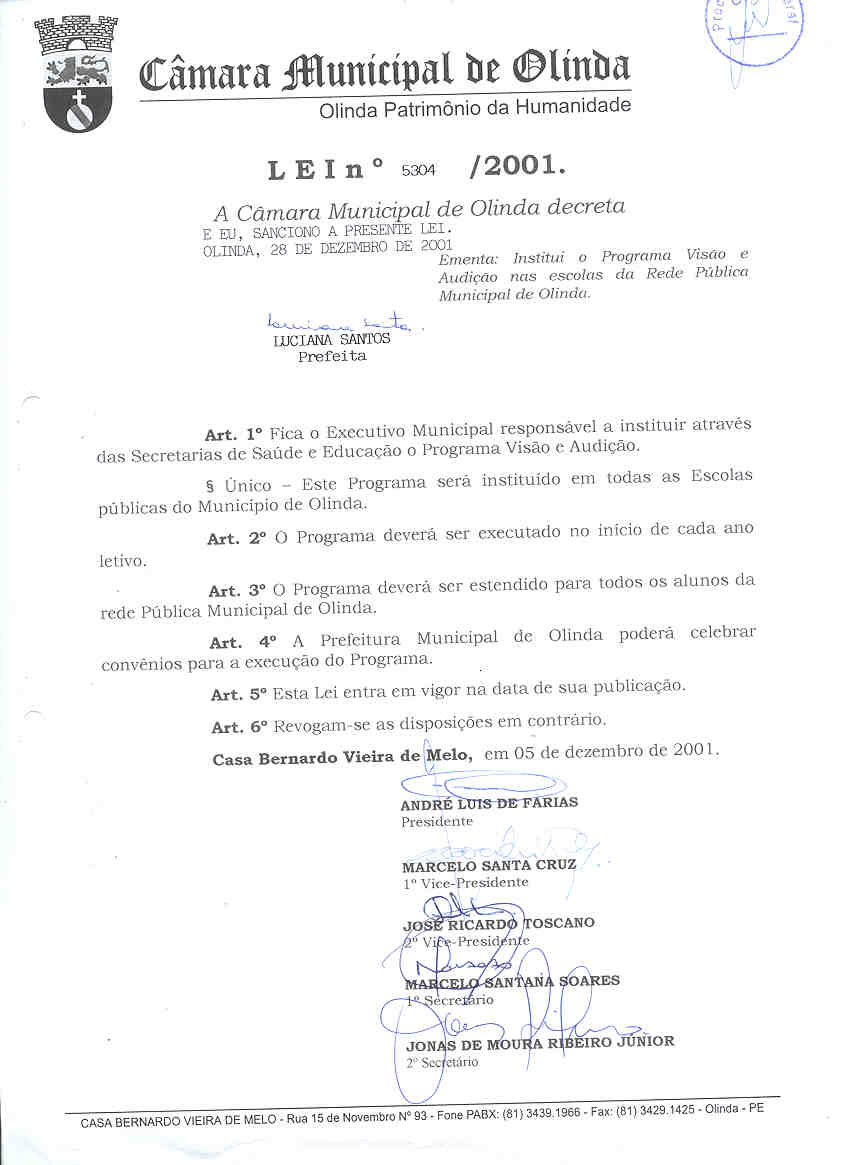 Câmara Municipal de Olinda
Olinda Patrimônio da Humanidade
L E I n º 5304 /2001.
A Câmara Municipal de Olinda decreta
E EU, SANCIONO A PRESENTE LEI.
OLINDA, 28 DE DEZEMBRO DE 2001
Ementa: Institui o Programa Visão e
Audição nas escolas da Rede Pública
Municipal de Olinda.
Luciana Santos
LUCIANA SANTOS
Prefeita
Art. 1º Fica o Executivo Municipal responsável a instituir através
das Secretarias de Saúde e Educação o Programa Visão e Audição.
§ Único – Este Programa será instituído em todas as Escolas
públicas do Município de Olinda.
Art. 2º O Programa deverá ser executado no início de cada ano
letivo.
Art. 3º O Programa deverá ser estendido para todos os alunos da
rede Pública Municipal de Olinda.
Art. 4º A Prefeitura Municipal de Olinda poderá celebrar
convênios para a execução do Programa.
Art. 5º Esta Lei entra em vigor na data de sua publicação.
Art. 6º Revogam-se as disposições em contrário.
Casa Bernardo Vieira de Melo, em 05 de dezembro de 2001.
ANDRÉ LUIS DE FARIAS
Presidente
MARCELO SANTA CRUZ
1º Vice-Presidente
JOSÉ RICARDO TOSCANO
2º Vice-Presidente
MARCELO SANTANA SOARES
1º Secretário
JONAS DE MOURA RIBEIRO JÚNIOR
2º Secretário
CASA BERNARDO VIEIRA DE MELO - Rua 15 de Novembro Nº 93 - Fone PABX: (81) 3439.1966 - Fax: (81) 3429.1425 - Olinda - PE